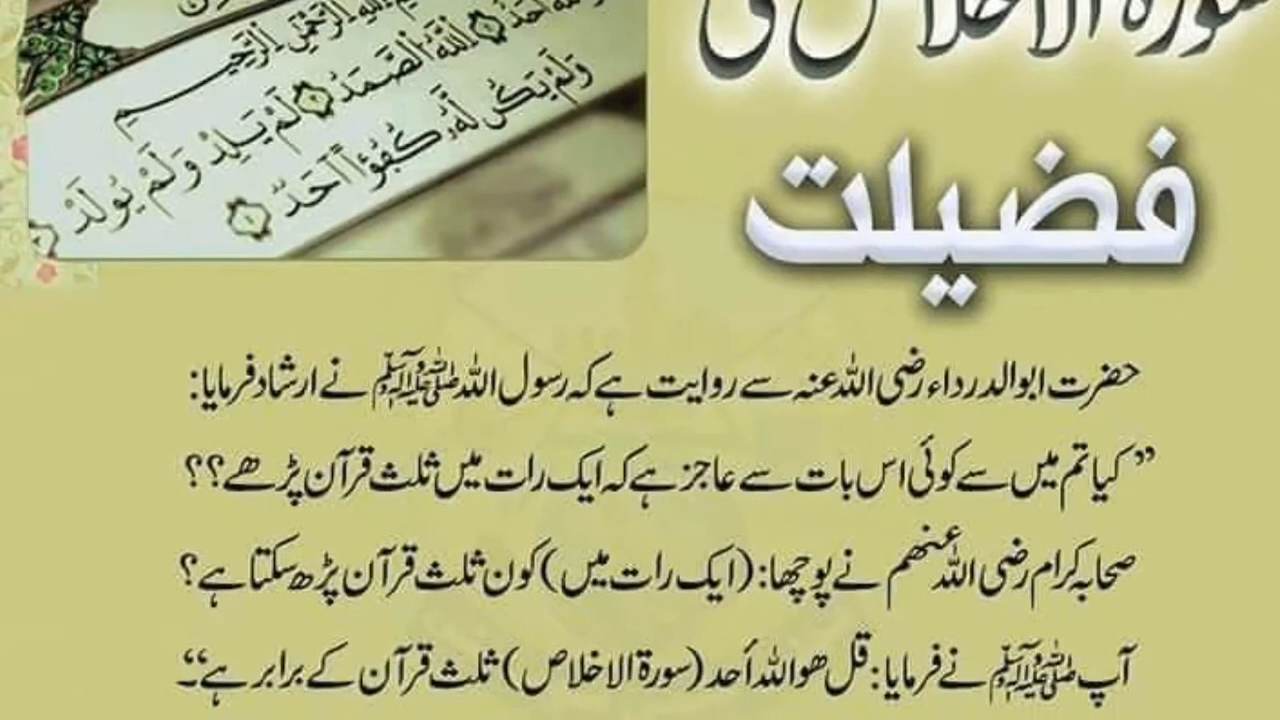 سورۃ الاخلاص کی
فضیلت
الرَّحْمٰنِ الرَّحِيْمِ
اَللّٰهُ الصَّمَدُ ۝ لَمْ يَلِدْ وَلَمْ يُولَدْ
وَلَمْ يَكُنْ لَّهٗ كُفُوًا اَحَدٌ
حضرت ابوالدرداء رضی اللہ عنہ سے روایت ہے کہ رسول اللہ ﷺ نے ارشاد فرمایا:
” کیا تم میں سے کوئی اس بات سے عاجز ہے کہ ایک رات میں ثلث قرآن پڑھے؟؟
صحابہ کرام رضی اللہ عنھم نے پوچھا: (ایک رات میں) کون ثلث قرآن پڑھ سکتا ہے؟
آپ ﷺ نے فرمایا: قل ھو اللہ أحد (سورۃ الاخلاص) ثلث قرآن کے برابر ہے“۔